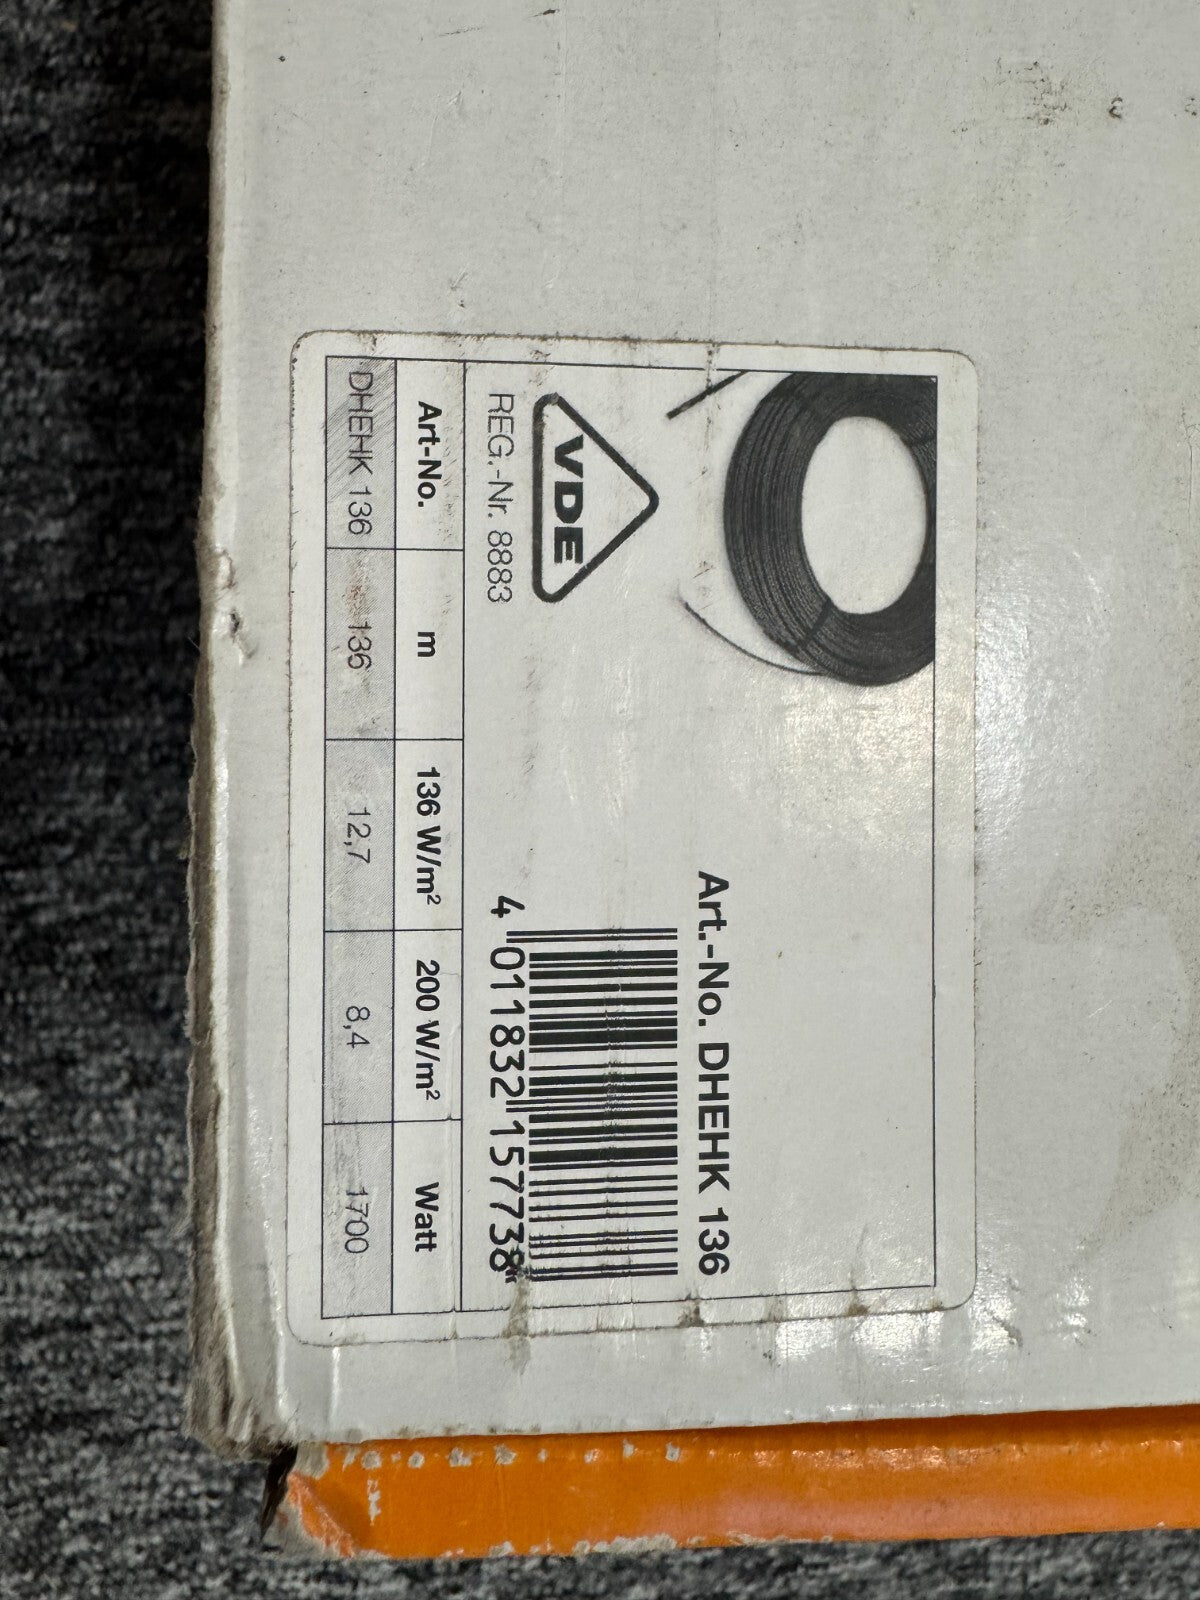 Art.-No. DHEHK 136
VDE
REG.-Nr. 8883
4 011832 157738
Art-No. m 136 W/m² 200 W/m² Watt
DHEHK 136 136 12,7 8,4 1700